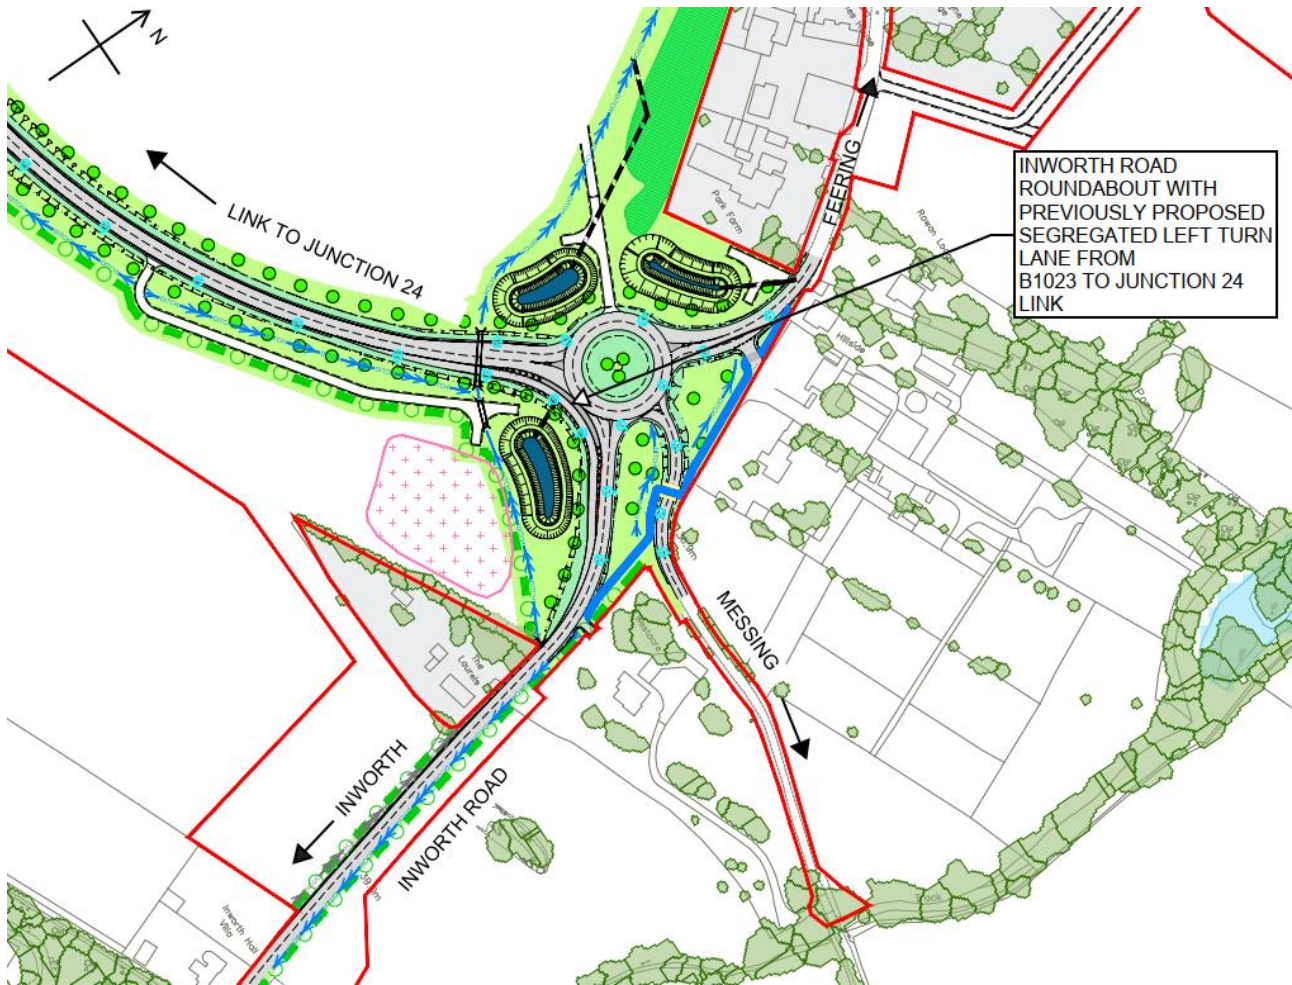 N
LINK TO JUNCTION 24
FEERING
INWORTH ROAD
ROUNDABOUT WITH
PREVIOUSLY PROPOSED
SEGREGATED LEFT TURN
LANE FROM
B1023 TO JUNCTION 24
LINK
Park Farm
Hillside
MESSING
The
Laurels
INWORTH
INWORTH ROAD
Inworth Hall
Villa
Track